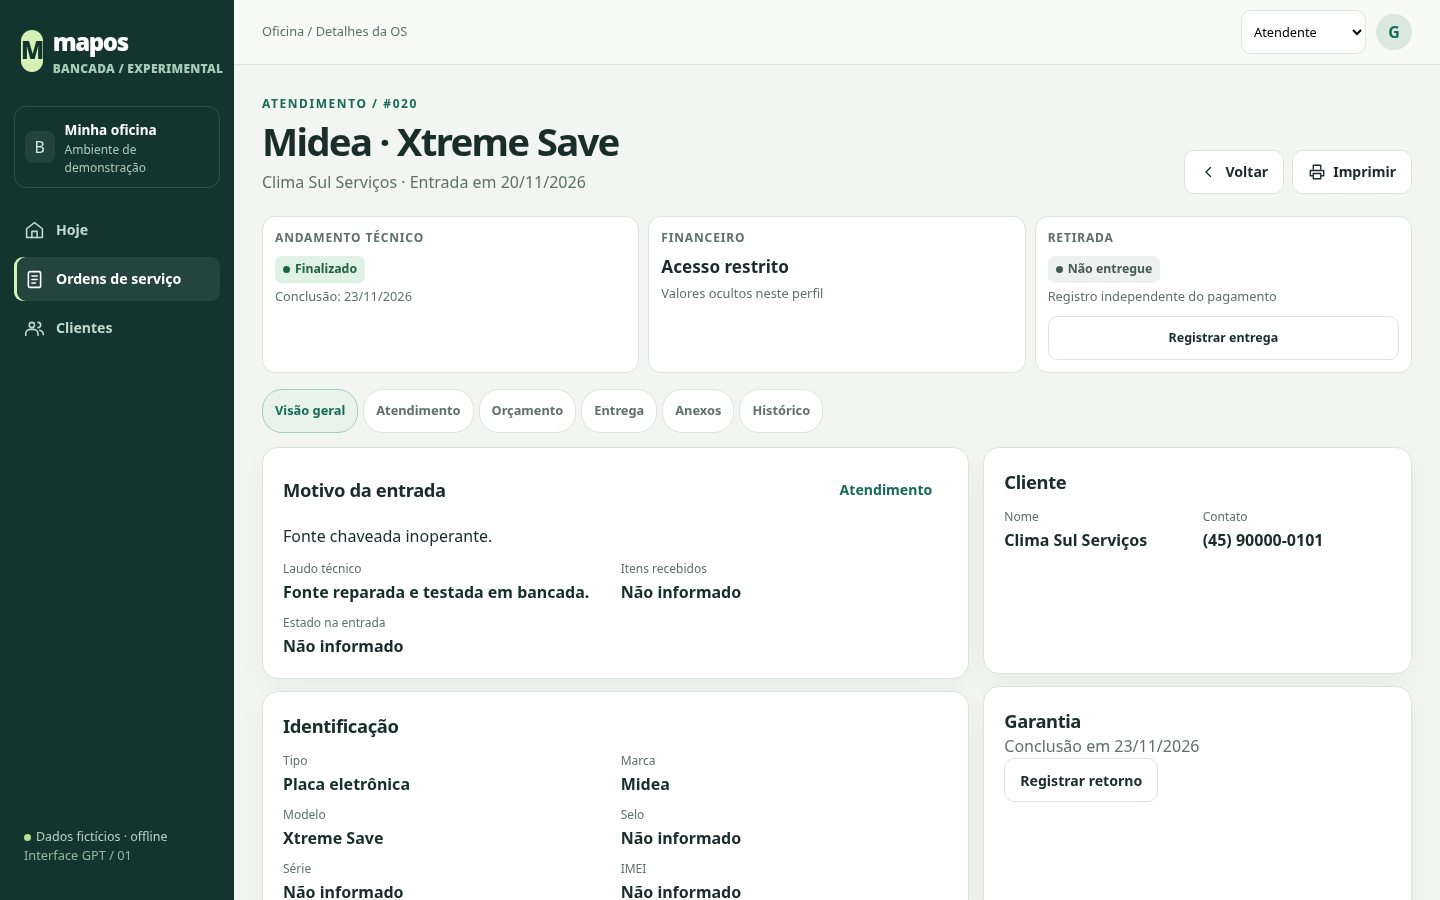 M
mapos
BANCADA / EXPERIMENTAL
B
Minha oficina
Ambiente de
demonstração
Hoje
Ordens de serviço
Clientes
Dados fictícios · offline
Interface GPT / 01
Oficina / Detalhes da OS
Atendente
G
ATENDIMENTO / #020
Midea · Xtreme Save
Clima Sul Serviços · Entrada em 20/11/2026
Voltar
Imprimir
ANDAMENTO TÉCNICO
Finalizado
Conclusão: 23/11/2026
FINANCEIRO
Acesso restrito
Valores ocultos neste perfil
RETIRADA
Não entregue
Registro independente do pagamento
Registrar entrega
Visão geral
Atendimento
Orçamento
Entrega
Anexos
Histórico
Motivo da entrada
Atendimento
Fonte chaveada inoperante.
Laudo técnico
Fonte reparada e testada em bancada.
Itens recebidos
Não informado
Estado na entrada
Não informado
Cliente
Nome
Clima Sul Serviços
Contato
(45) 90000-0101
Identificação
Tipo
Placa eletrônica
Marca
Midea
Modelo
Xtreme Save
Selo
Não informado
Série
Não informado
IMEI
Não informado
Garantia
Conclusão em 23/11/2026
Registrar retorno